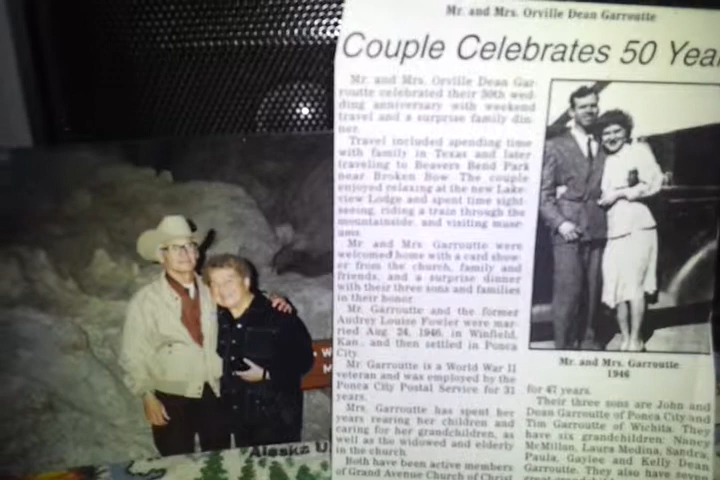 Mr. and Mrs. Orville Dean Garroutte
Couple Celebrates 50 Yea
Mr. and Mrs. Orville Dean Gar-
routte celebrated their 50th wed-
ding anniversary with weekend
travel and a surprise family din-
ner.
Travel included spending time
with family in Texas and later
traveling to Beavers Bend Park
near Broken Bow. The couple
enjoyed relaxing at the new Lake-
view Lodge and spent time sight-
seeing, riding a train through the
mountainside, and visiting muse-
ums.
Mr. and Mrs. Garroutte were
welcomed home with a card show-
er from the church, family and
friends, and a surprise dinner
with their three sons and families
in their honor.
Mr. Garroutte and the former
Audrey Louise Fowler were mar-
ried Aug. 24, 1946, in Winfield,
Kan., and then settled in Ponca
City.
Mr. Garroutte is a World War II
veteran and was employed by the
Ponca City Postal Service for 31
years.
Mrs. Garroutte has spent her
years rearing her children and
caring for her grandchildren, as
well as the widowed and elderly
in the church.
Both have been active members
of Grand Avenue Church of Christ
Mr. and Mrs. Garroutte
1946
for 47 years.
Their three sons are John and
Dean Garroutte of Ponca City and
Tim Garroutte of Wichita. They
have six grandchildren: Nancy
McMillon, Laura Medina, Sandra,
Paula, Gaylee and Kelly Dean
Garroutte. They also have seven
W
M
Alaska U